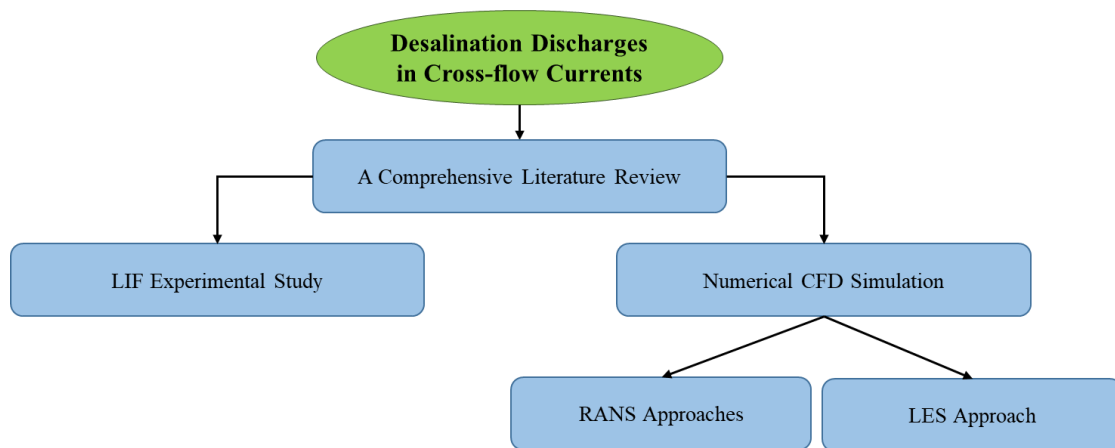 Desalination Discharges
in Cross-flow Currents
A Comprehensive Literature Review
LIF Experimental Study
Numerical CFD Simulation
RANS Approaches
LES Approach